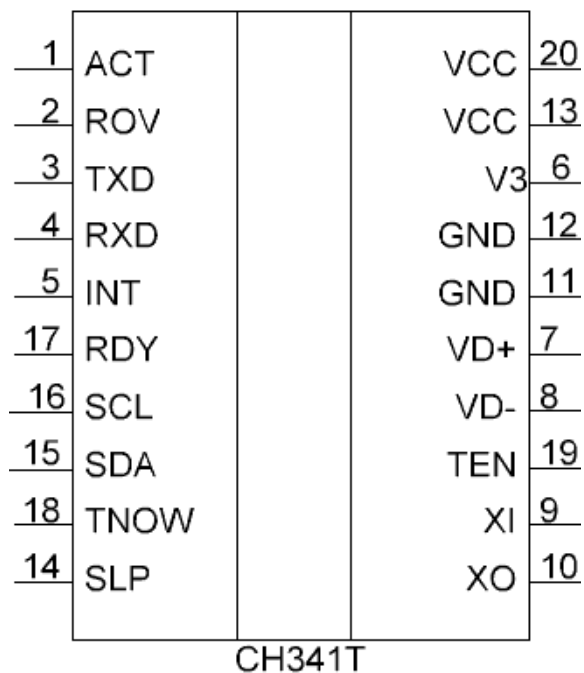 1 ACT VCC 20
2 ROV VCC 13
3 TXD V3 6
4 RXD GND 12
5 INT GND 11
17 RDY VD+ 7
16 SCL VD- 8
15 SDA TEN 19
18 TNOW XI 9
14 SLP XO 10
CH341T